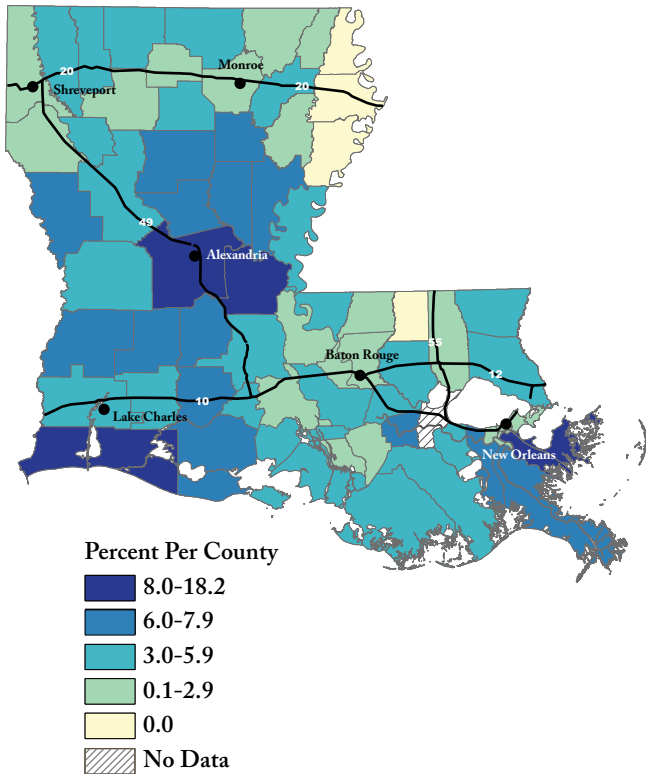 Monroe
20
20
Shreveport
49
Alexandria
55
Baton Rouge
12
10
Lake Charles
New Orleans
Percent Per County
8.0-18.2
6.0-7.9
3.0-5.9
0.1-2.9
0.0
No Data